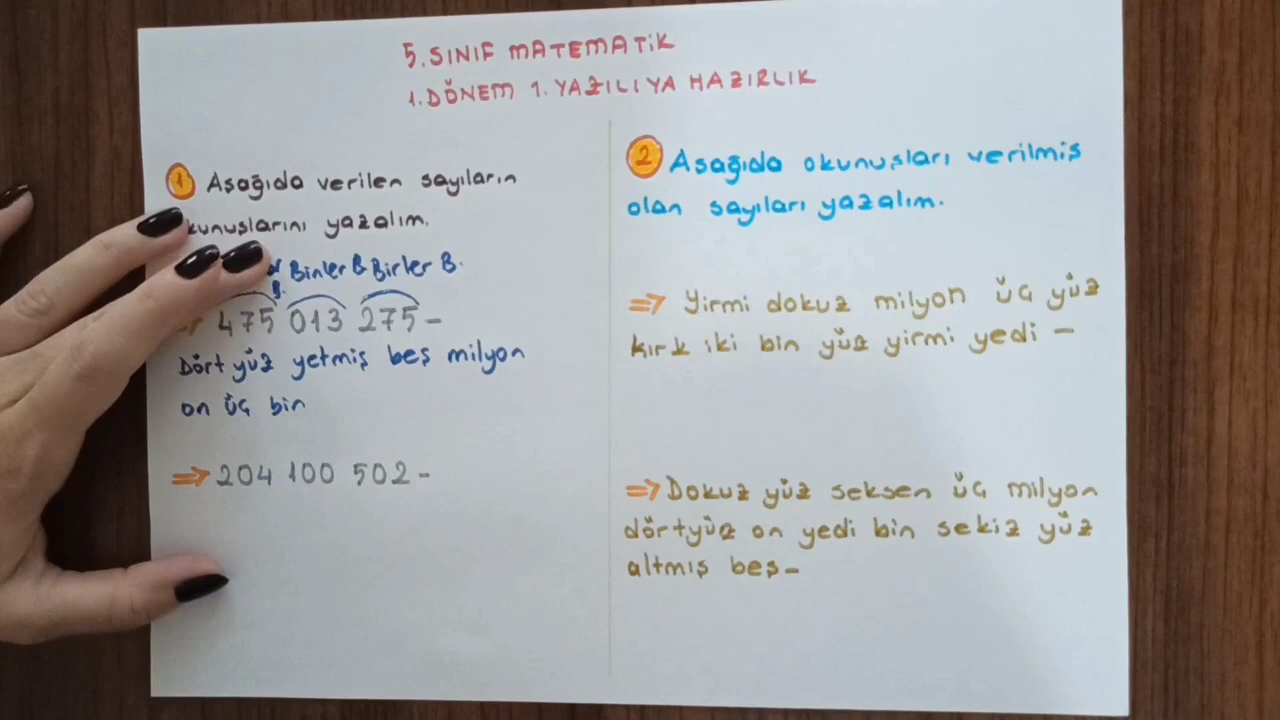 5.SINIF MATEMATİK
1.DÖNEM 1.YAZILIYA HAZIRLIK
1 Aşağıda verilen sayıların
kunuşlarını yazalım.
Binler B Birler B.
475 013 275-
Dört yüz yetmiş beş milyon
on üç bin
⇒ 204 100 502-
2 Aşağıda okunuşları verilmiş
olan sayıları yazalım.
⇒ Yirmi dokuz milyon üç yüz
kırk iki bin yüz yirmi yedi -
⇒ Dokuz yüz seksen üç milyon
dörtyüz on yedi bin sekiz yüz
altmış beş-